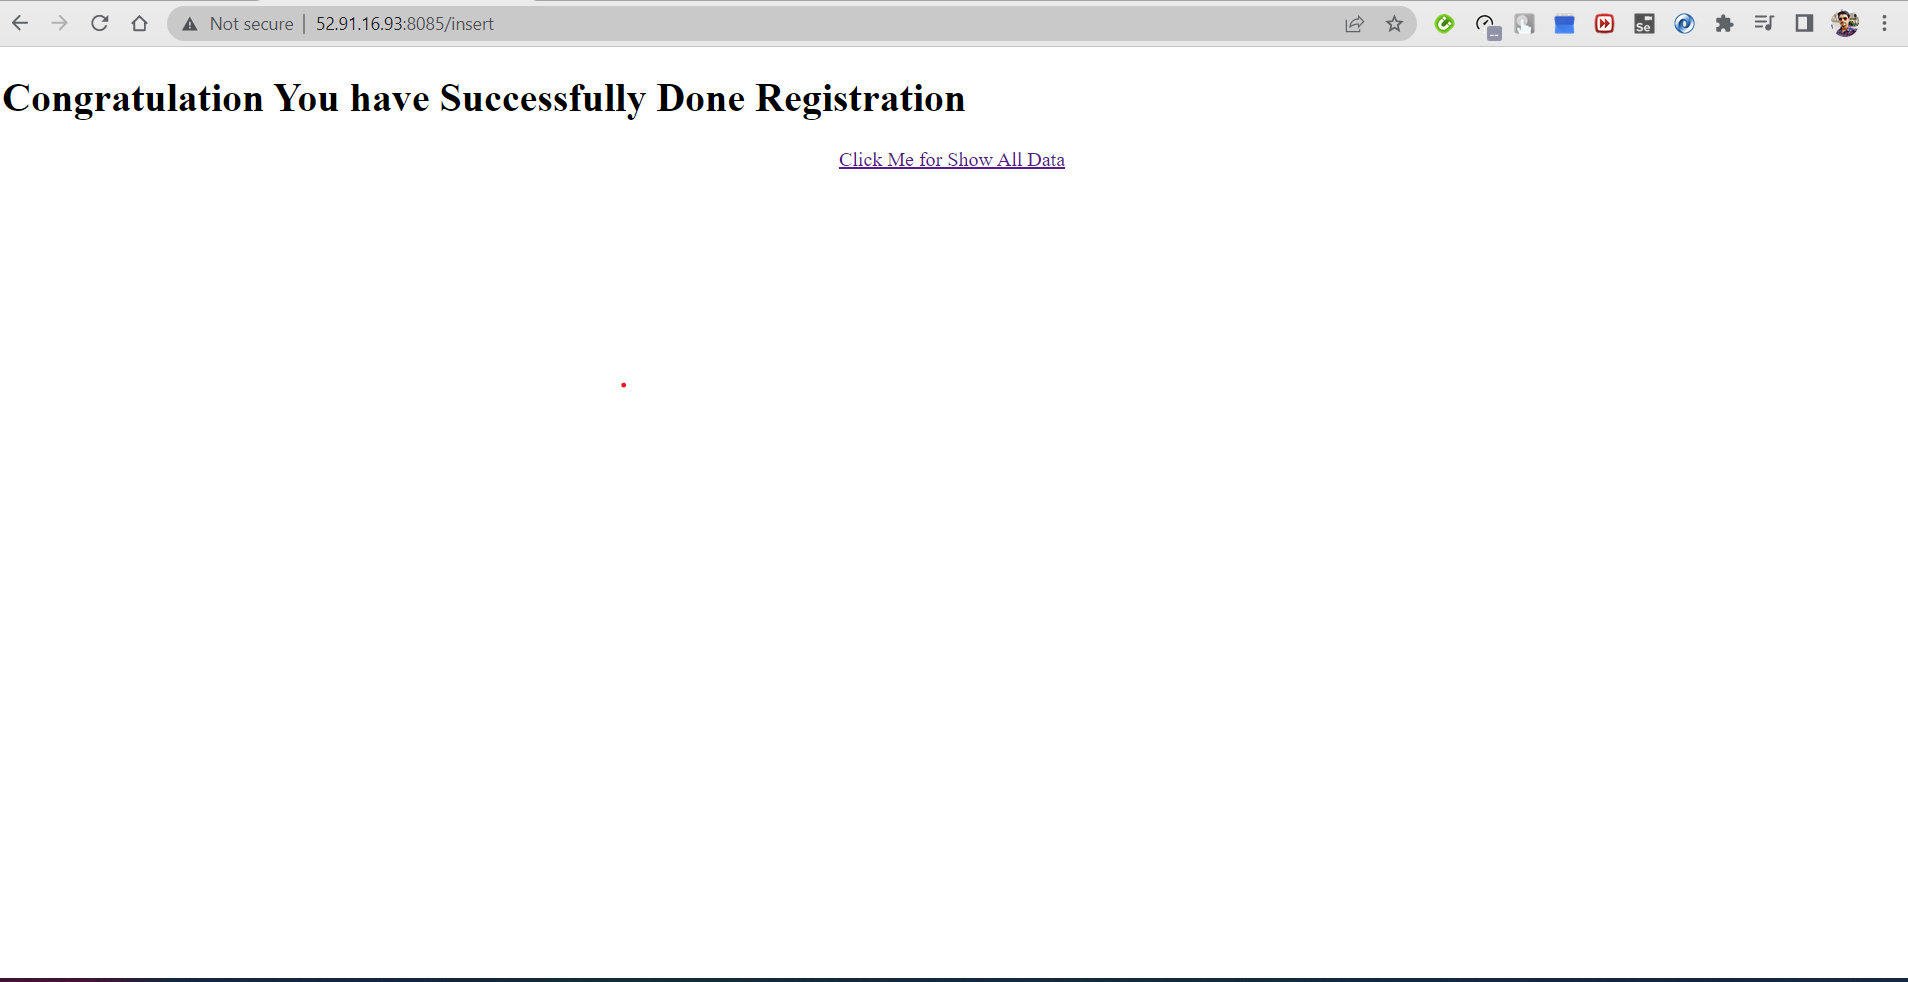 Not secure | 52.91.16.93:8085/insert
Se
Congratulation You have Successfully Done Registration
Click Me for Show All Data